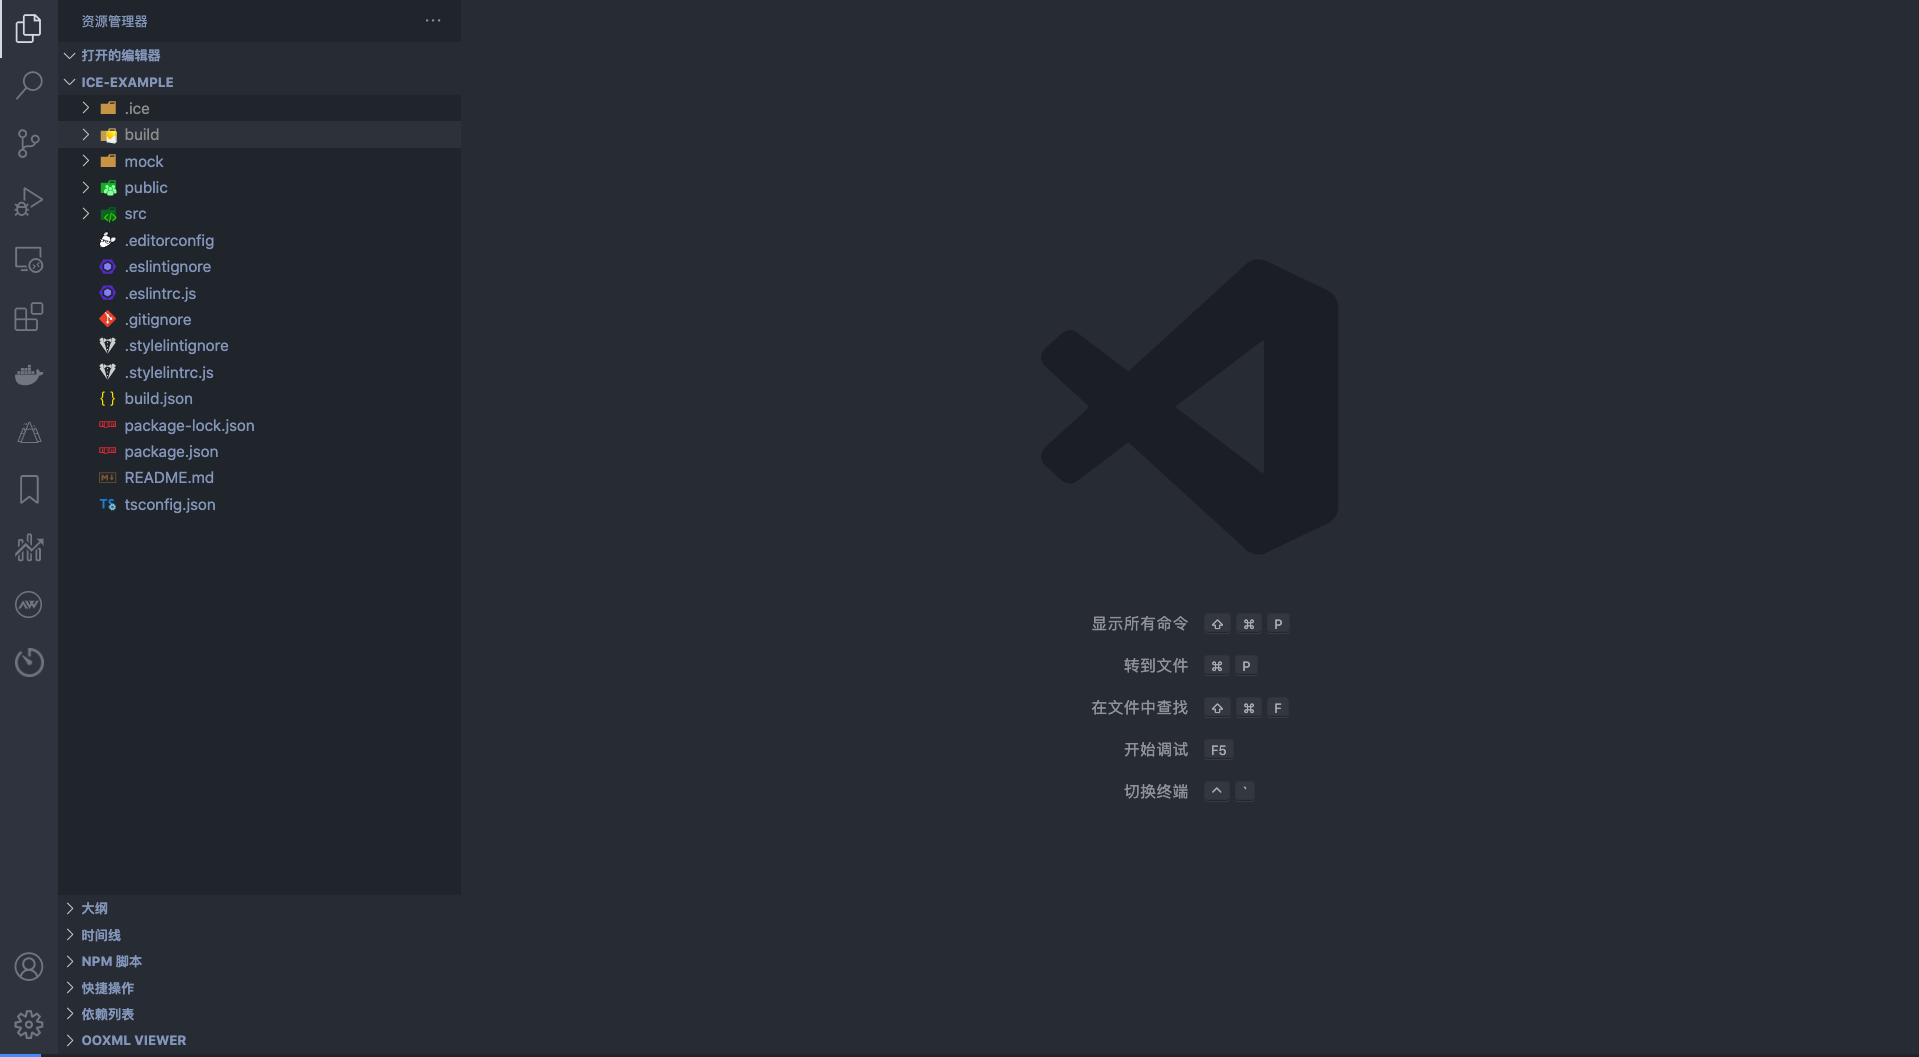 资源管理器
打开的编辑器
ICE-EXAMPLE
.ice
build
mock
public
src
.editorconfig
.eslintignore
.eslintrc.js
.gitignore
.stylelintignore
.stylelintrc.js
build.json
package-lock.json
package.json
README.md
tsconfig.json
大纲
时间线
NPM 脚本
快捷操作
依赖列表
OOXML VIEWER
显示所有命令 ⇧ ⌘ P
转到文件 ⌘ P
在文件中查找 ⇧ ⌘ F
开始调试 F5
切换终端 ^ `